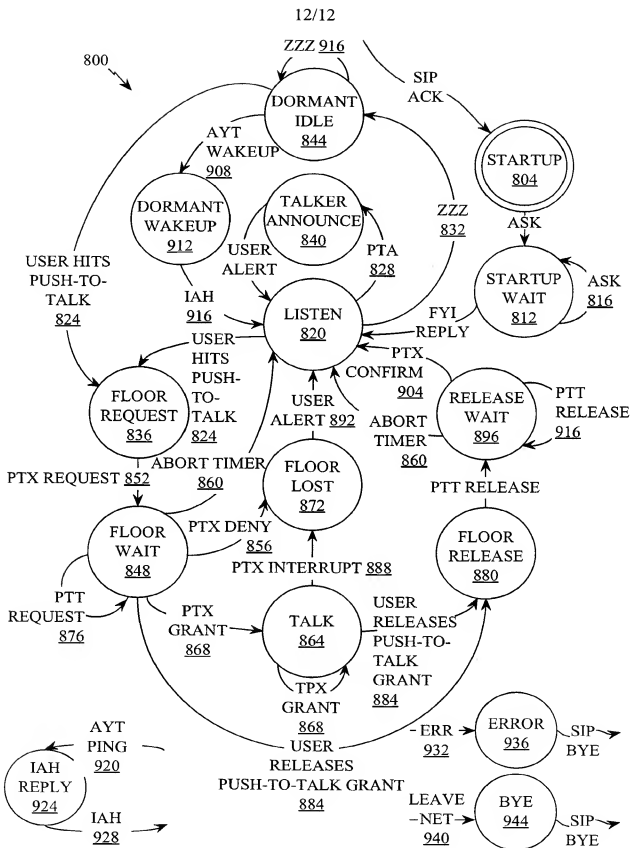 12/12
800
ZZZ 916
SIP
ACK
DORMANT
IDLE
844
AYT
WAKEUP
908
STARTUP
804
DORMANT
WAKEUP
912
TALKER
ANNOUNCE
840
ZZZ
832
ASK
USER HITS
PUSH-TO-
TALK
824
USER
ALERT
PTA
828
STARTUP
WAIT
812
ASK
816
IAH
916
LISTEN
820
FYI
REPLY
USER
HITS
PUSH-
TO-
TALK
824
PTX
CONFIRM
904
FLOOR
REQUEST
836
USER
ALERT 892
RELEASE
WAIT
896
PTT
RELEASE
916
ABORT
TIMER
860
PTX REQUEST 852
ABORT TIMER
860
FLOOR
LOST
872
PTT RELEASE
FLOOR
WAIT
848
PTX DENY
856
FLOOR
RELEASE
880
PTX INTERRUPT 888
PTT
REQUEST
876
PTX
GRANT
868
TALK
864
USER
RELEASES
PUSH-TO-
TALK
GRANT
884
TPX
GRANT
868
USER
RELEASES
PUSH-TO-TALK GRANT
884
AYT
PING
920
IAH
REPLY
924
IAH
928
ERR
932
ERROR
936
SIP
BYE
LEAVE
NET
940
BYE
944
SIP
BYE